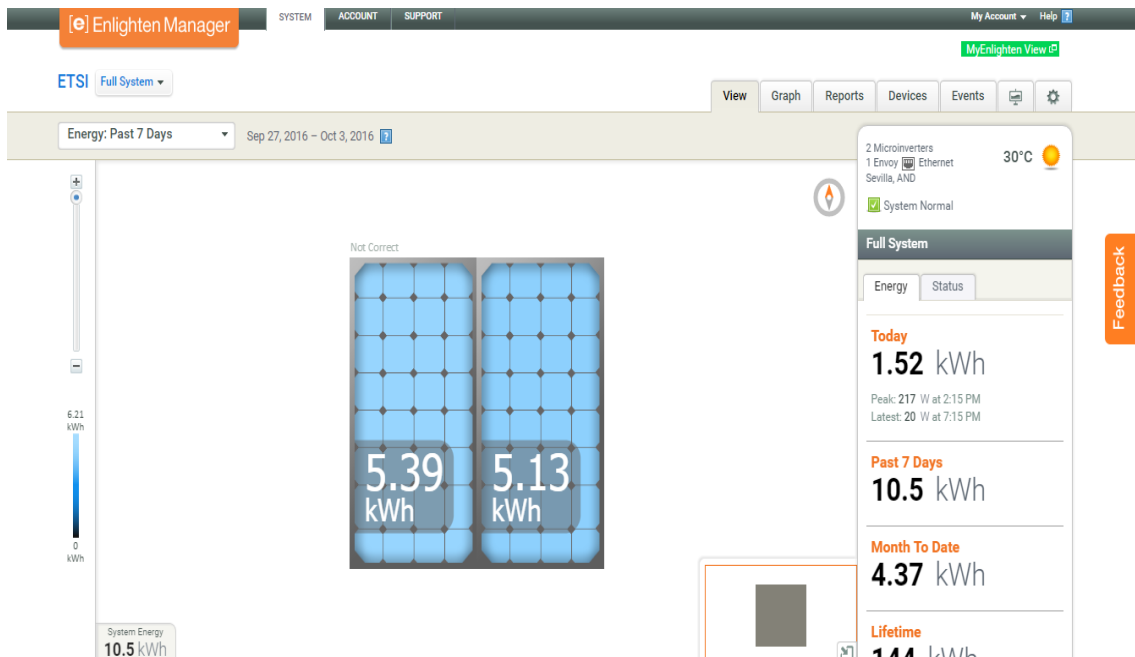 [e] Enlighten Manager
SYSTEM ACCOUNT SUPPORT
My Account Help ?
MyEnlighten View
ETSI Full System
View Graph Reports Devices Events
Energy: Past 7 Days Sep 27, 2016 – Oct 3, 2016 ?
2 Microinverters
1 Envoy Ethernet
Sevilla, AND
30°C
System Normal
Not Correct
Full System
Energy Status
Today
1.52 kWh
Peak: 217 W at 2:15 PM
Latest: 20 W at 7:15 PM
Past 7 Days
10.5 kWh
Month To Date
4.37 kWh
Lifetime
144 kWh
6.21
kWh
0
kWh
5.39
kWh
5.13
kWh
System Energy
10.5 kWh
Feedback